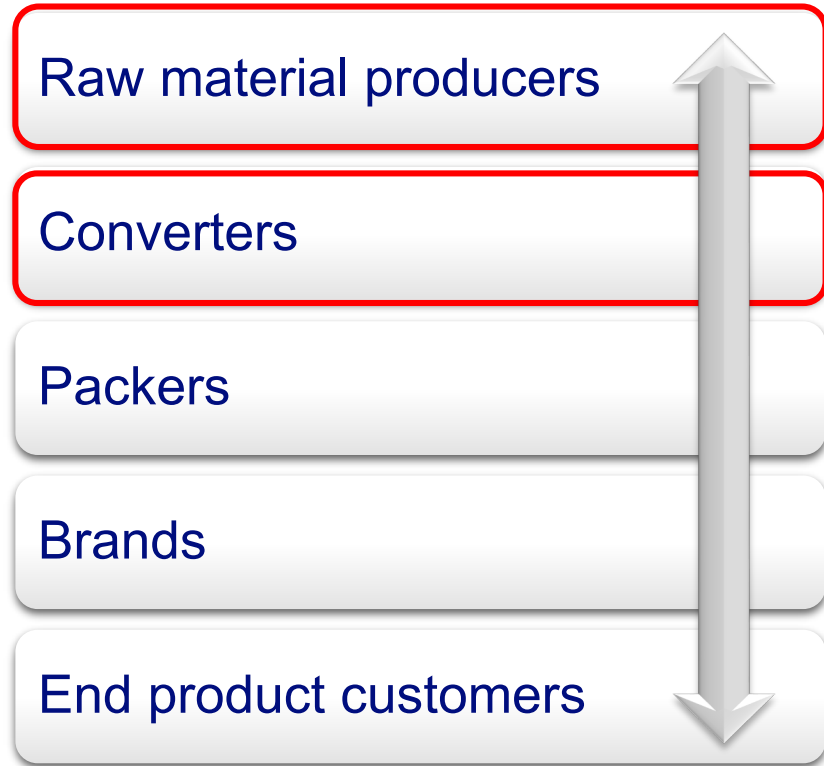 Raw material producers
Converters
Packers
Brands
End product customers